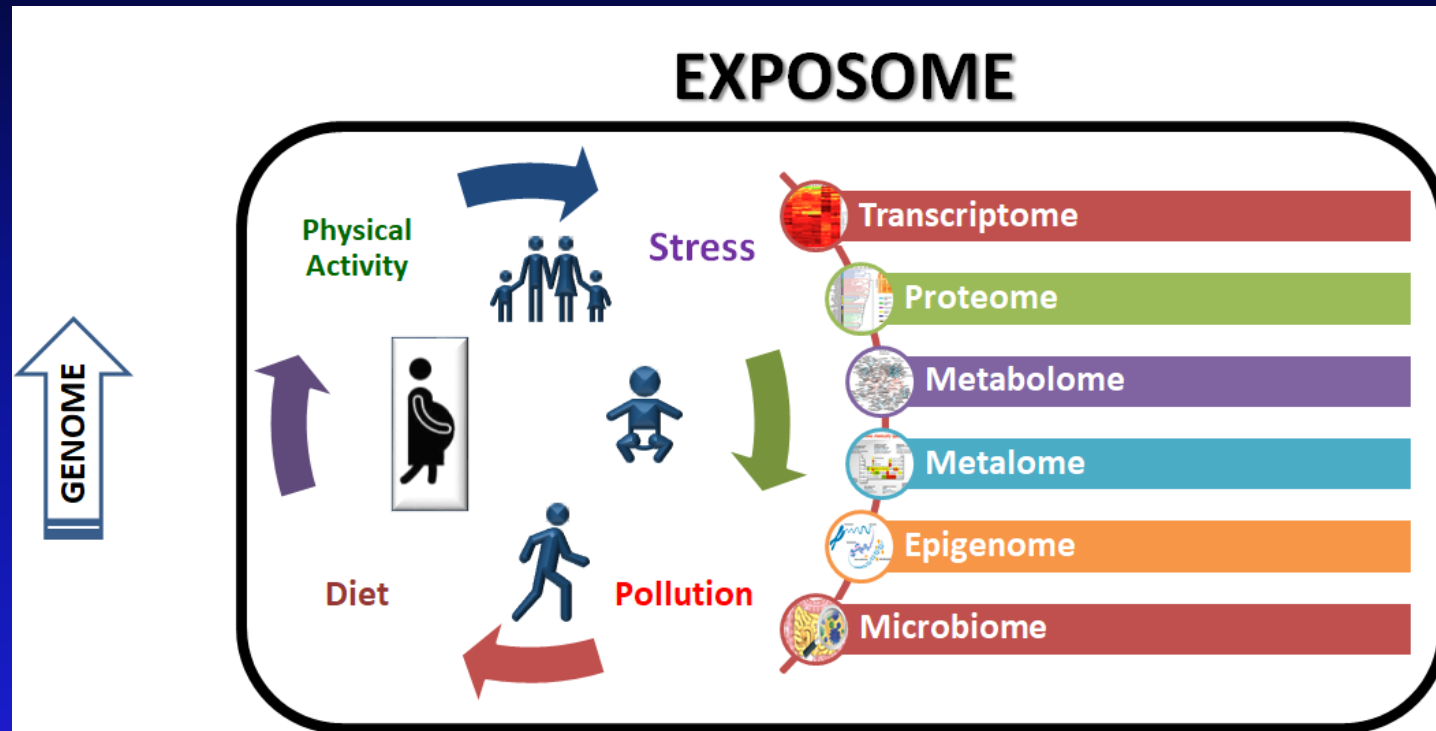 EXPOSOME
GENOME
Physical
Activity
Stress
Diet
Pollution
Transcriptome
Proteome
Metabolome
Metalome
Epigenome
Microbiome